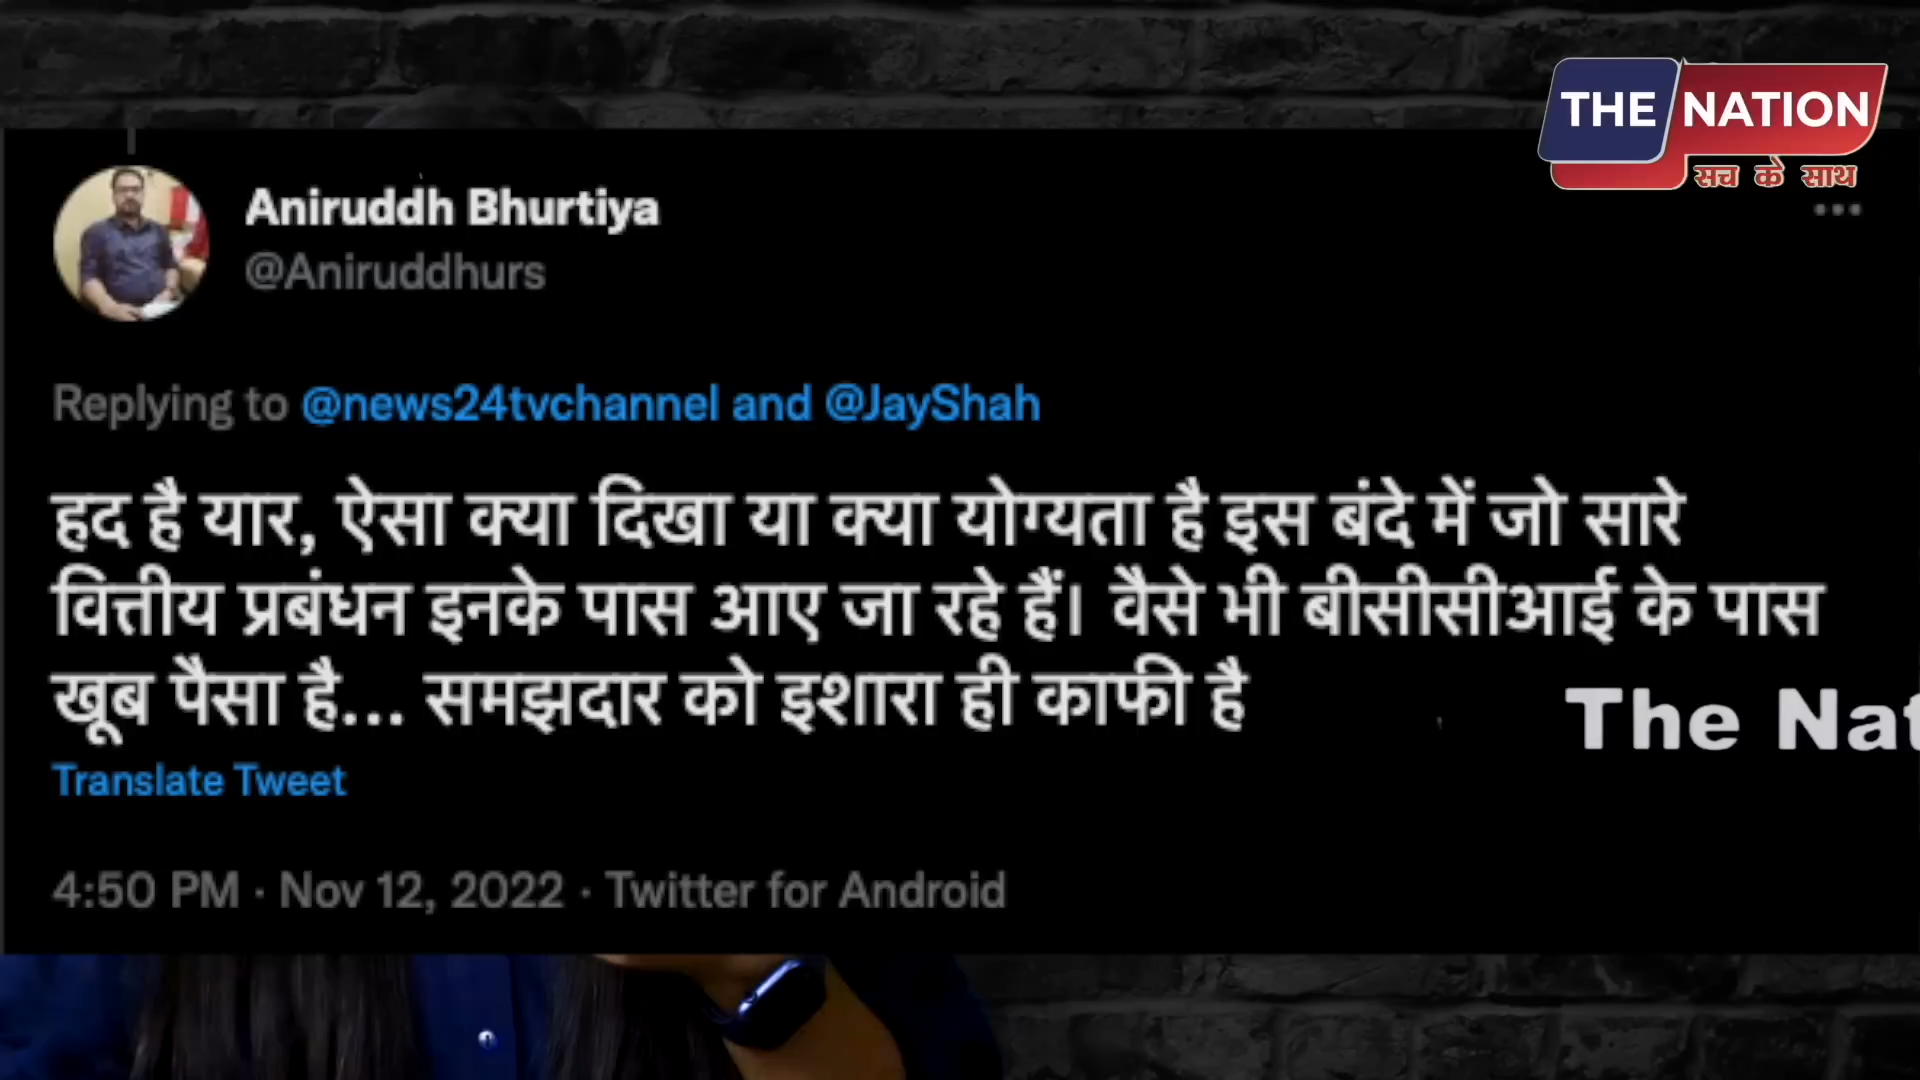 THE NATION
सच के साथ
Aniruddh Bhurtiya
@Aniruddhurs
Replying to @news24tvchannel and @JayShah
हद है यार, ऐसा क्या दिखा या क्या योग्यता है इस बंदे में जो सारे
वित्तीय प्रबंधन इनके पास आए जा रहे हैं। वैसे भी बीसीसीआई के पास
खूब पैसा है... समझदार को इशारा ही काफी है
The Nat
Translate Tweet
4:50 PM · Nov 12, 2022 · Twitter for Android